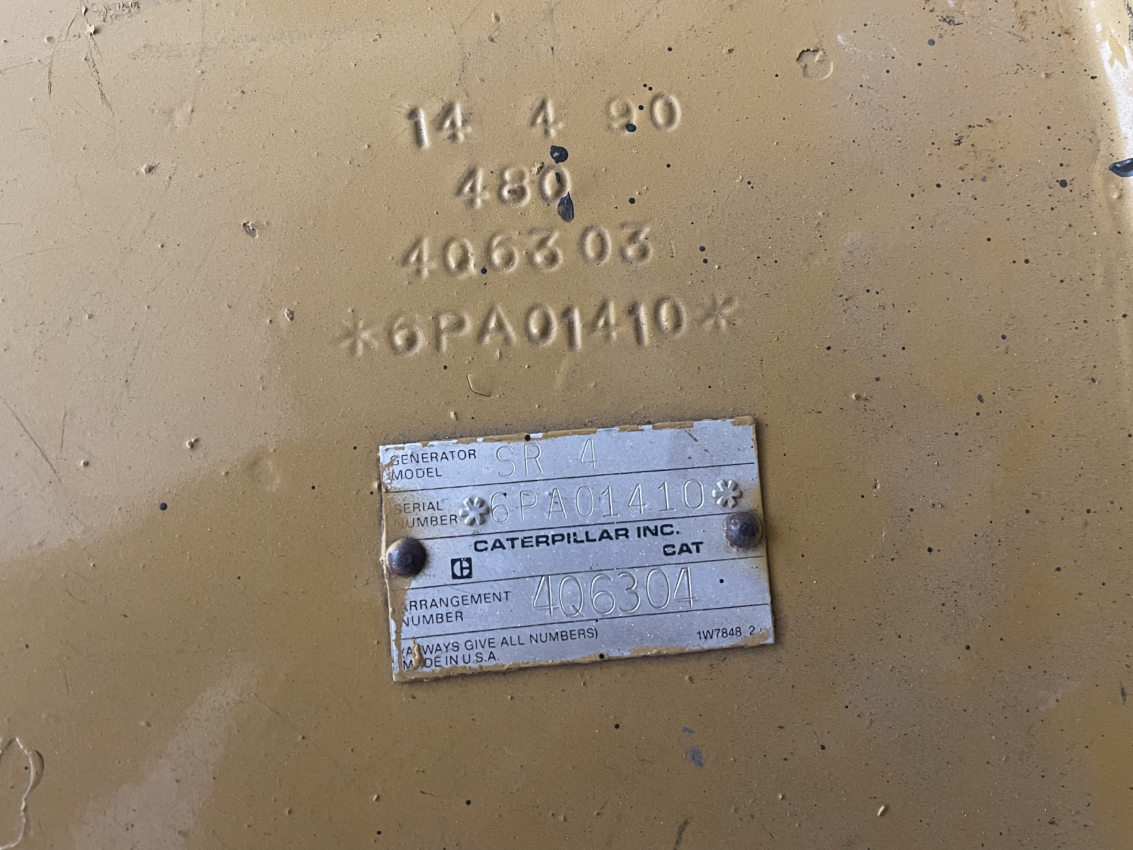 14 4 90
480
4Q6303
*6PA01410*
GENERATOR MODEL SR 4
SERIAL NUMBER *6PA01410*
CATERPILLAR INC.
CAT
ARRANGEMENT NUMBER 4Q6304
(ALWAYS GIVE ALL NUMBERS) 1W7848 2
MADE IN U.S.A.